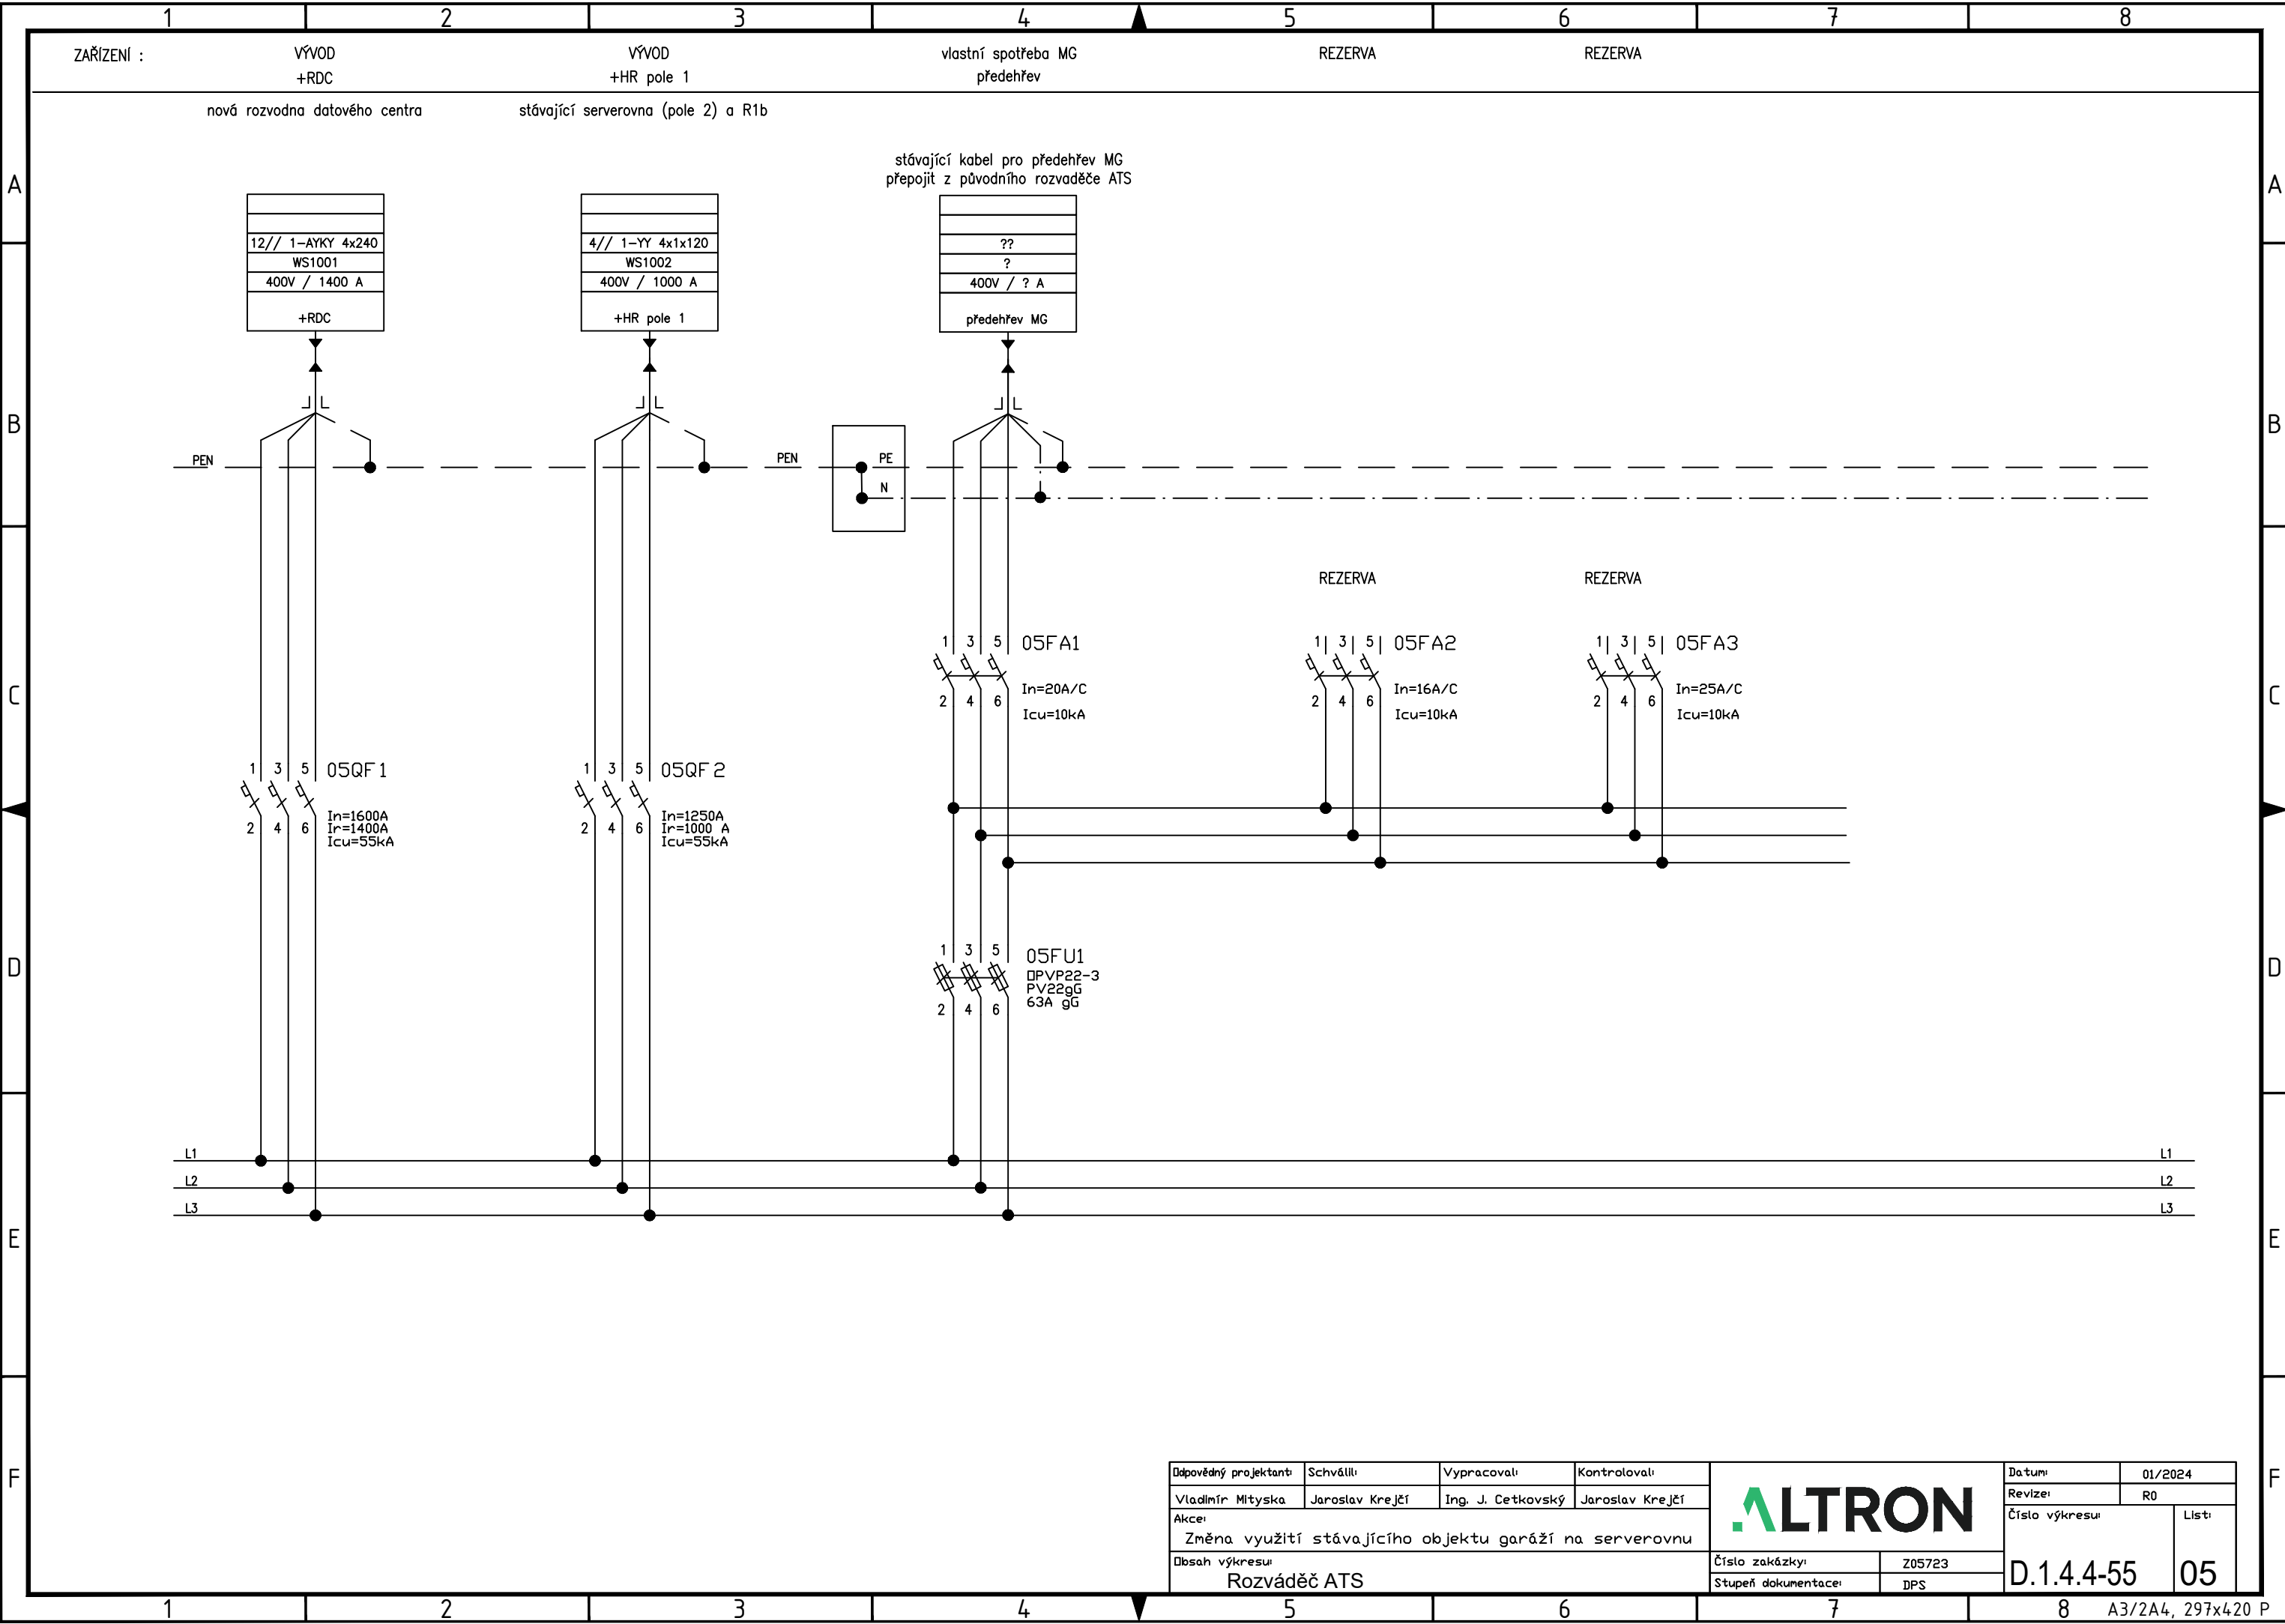 1 2 3 4 5 6 7 8
ZAŘÍZENÍ :
VÝVOD
+RDC
VÝVOD
+HR pole 1
vlastní spotřeba MG
předehřev
REZERVA
REZERVA
nová rozvodna datového centra
stávající serverovna (pole 2) a R1b
stávající kabel pro předehřev MG
přepojit z původního rozvaděče ATS
A A
12// 1-AYKY 4x240
WS1001
400V / 1400 A
+RDC
4// 1-YY 4x1x120
WS1002
400V / 1000 A
+HR pole 1
??
?
400V / ? A
předehřev MG
B B
PEN PEN PE
N
REZERVA REZERVA
1 3 5 05FA1
In=20A/C
2 4 6
Icu=10kA
1 3 5 05FA2
In=16A/C
2 4 6
Icu=10kA
1 3 5 05FA3
In=25A/C
2 4 6
Icu=10kA
C C
1 3 5 05QF1
In=1600A
2 4 6 Ir=1400A
Icu=55kA
1 3 5 05QF2
In=1250A
2 4 6 Ir=1000 A
Icu=55kA
1 3 5 05FU1
OPVP22-3
PV22gG
63A gG
2 4 6
D D
L1 L1
L2 L2
L3 L3
E E
F F
Odpovědný projektant: Schválil: Vypracoval: Kontroloval:
Vladimír Mityska Jaroslav Krejčí Ing. J. Cetkovský Jaroslav Krejčí
Akce:
Změna využití stávajícího objektu garáží na serverovnu
Obsah výkresu:
Rozváděč ATS
ALTRON
Číslo zakázky: Z05723
Stupeň dokumentace: DPS
Datum: 01/2024
Revize: R0
Číslo výkresu: List:
D.1.4.4-55 05
1 2 3 4 5 6 7 8
A3/2A4, 297x420 P